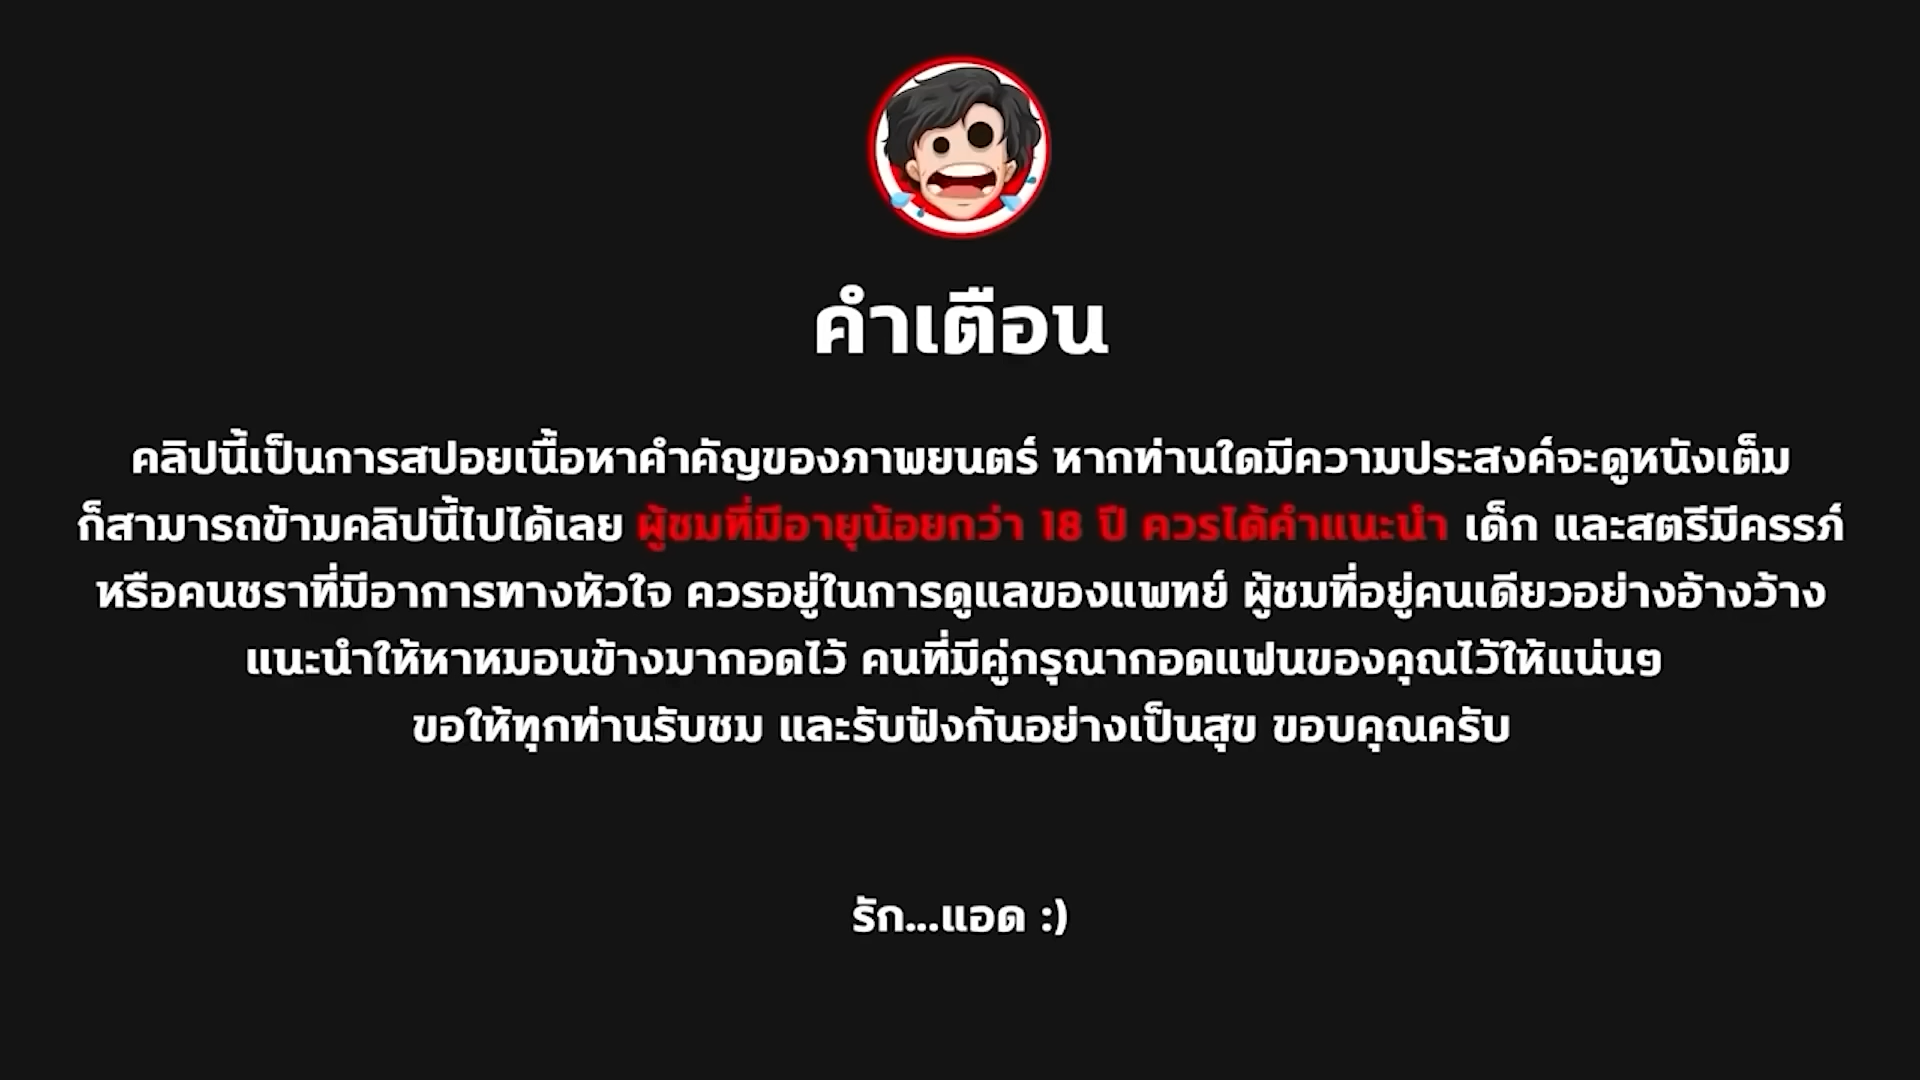 คำเตือน
คลิปนี้เป็นการสปอยเนื้อหาคำคัญของภาพยนตร์ หากท่านใดมีความประสงค์จะดูหนังเต็ม
ก็สามารถข้ามคลิปนี้ไปได้เลย ผู้ชมที่มีอายุน้อยกว่า 18 ปี ควรได้คำแนะนำ เด็ก และสตรีมีครรภ์
หรือคนชราที่มีอาการทางหัวใจ ควรอยู่ในการดูแลของแพทย์ ผู้ชมที่อยู่คนเดียวอย่างอ้างว้าง
แนะนำให้หาหมอนข้างมากอดไว้ คนที่มีคู่กรุณากอดแฟนของคุณไว้ให้แน่นๆ
ขอให้ทุกท่านรับชม และรับฟังกันอย่างเป็นสุข ขอบคุณครับ
รัก...แอด :)